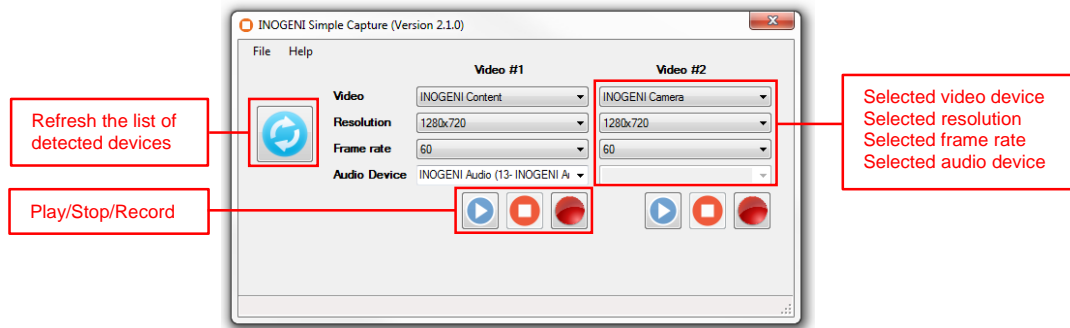 INOGENI Simple Capture (Version 2.1.0)
File Help
Video #1 Video #2
Video INOGENI Content INOGENI Camera
Resolution 1280x720 1280x720
Frame rate 60 60
Audio Device INOGENI Audio (13- INOGENI Au
Refresh the list of
detected devices
Play/Stop/Record
Selected video device
Selected resolution
Selected frame rate
Selected audio device